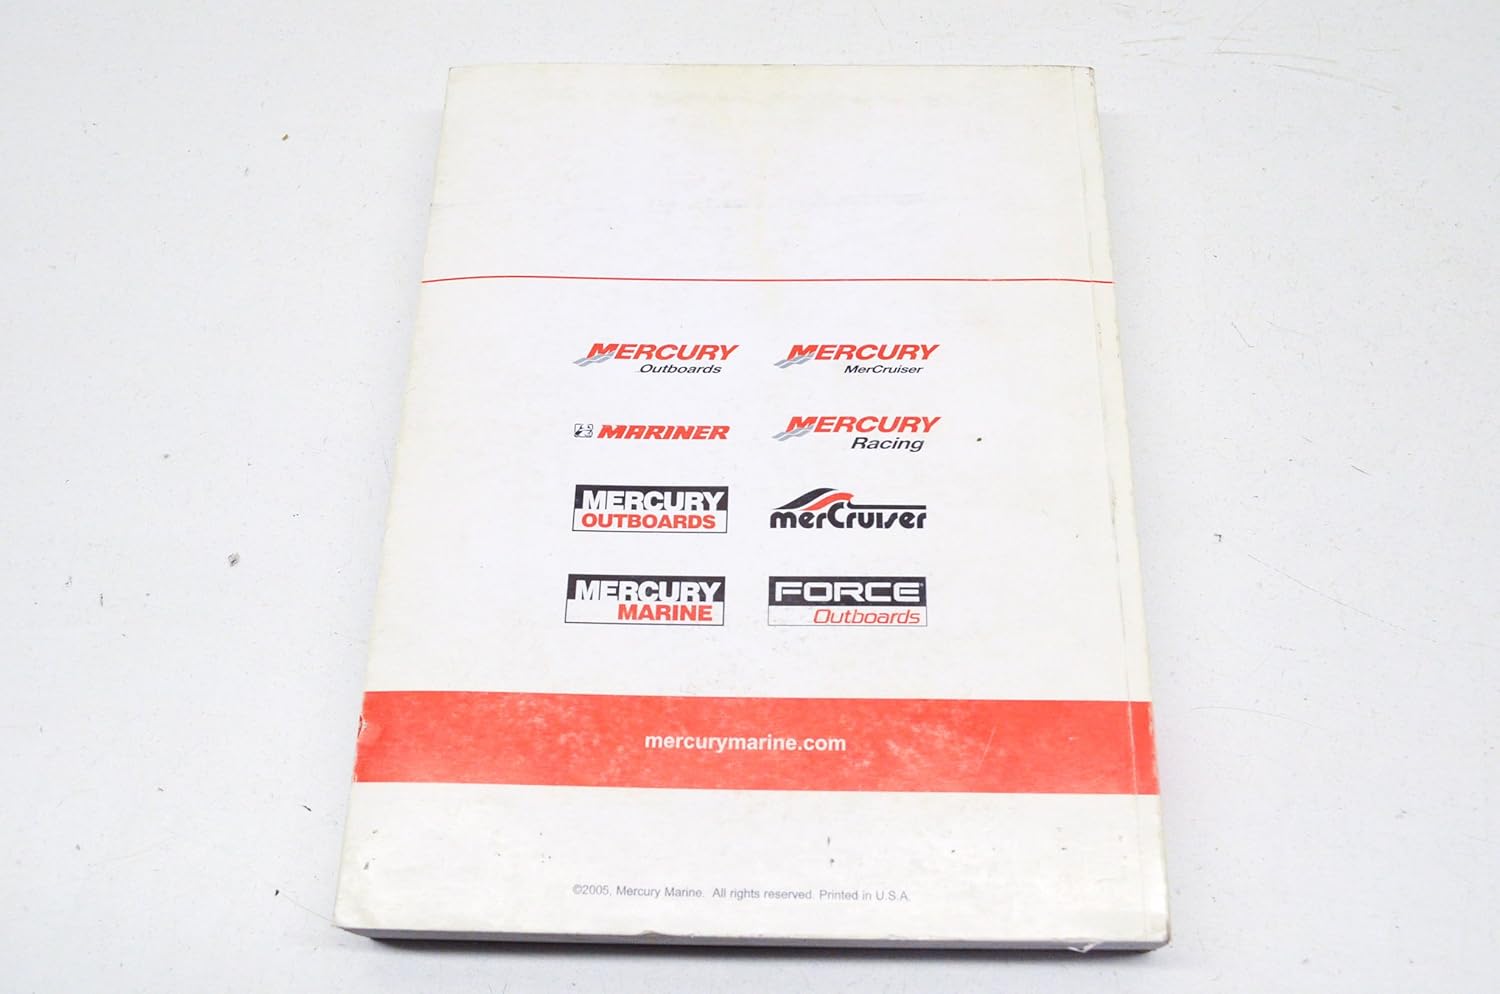 MERCURY
Outboards
MERCURY
MerCruiser
MARINER
MERCURY
Racing
MERCURY
OUTBOARDS
merCruiser
MERCURY
MARINE
FORCE
Outboards
mercurymarine.com
©2005, Mercury Marine. All rights reserved. Printed in U.S.A.